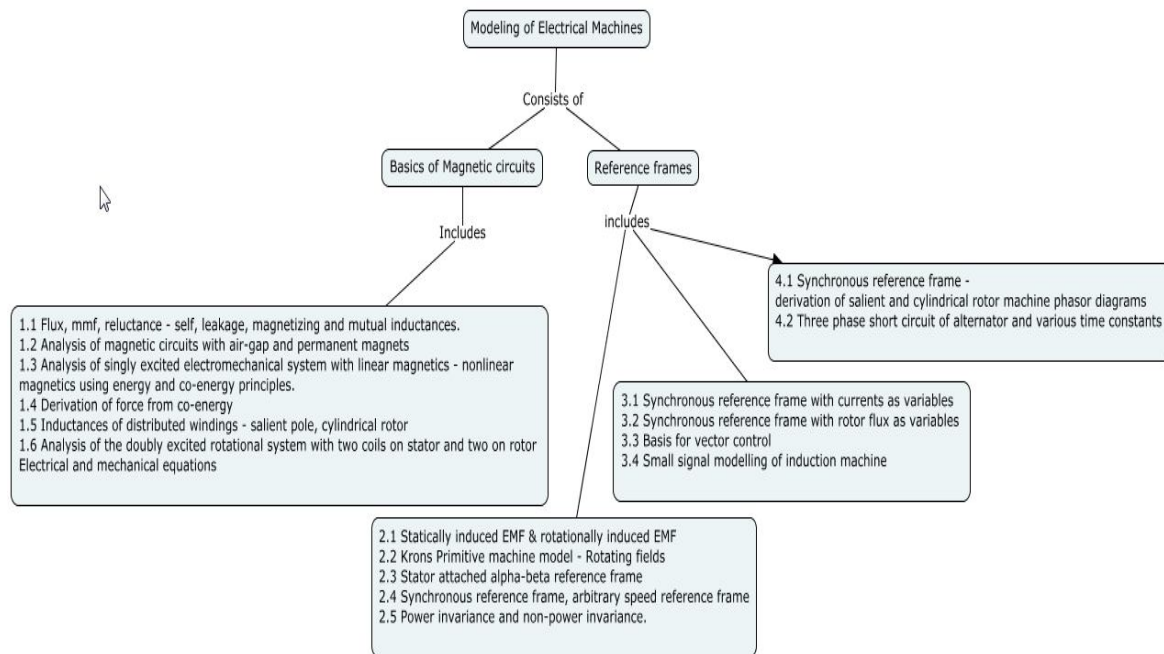 Modeling of Electrical Machines
Consists of
Basics of Magnetic circuits
Reference frames
Includes
includes
1.1 Flux, mmf, reluctance - self, leakage, magnetizing and mutual inductances.
1.2 Analysis of magnetic circuits with air-gap and permanent magnets
1.3 Analysis of singly excited electromechanical system with linear magnetics - nonlinear
magnetics using energy and co-energy principles.
1.4 Derivation of force from co-energy
1.5 Inductances of distributed windings - salient pole, cylindrical rotor
1.6 Analysis of the doubly excited rotational system with two coils on stator and two on rotor
Electrical and mechanical equations
2.1 Statically induced EMF & rotationally induced EMF
2.2 Krons Primitive machine model - Rotating fields
2.3 Stator attached alpha-beta reference frame
2.4 Synchronous reference frame, arbitrary speed reference frame
2.5 Power invariance and non-power invariance.
3.1 Synchronous reference frame with currents as variables
3.2 Synchronous reference frame with rotor flux as variables
3.3 Basis for vector control
3.4 Small signal modelling of induction machine
4.1 Synchronous reference frame -
derivation of salient and cylindrical rotor machine phasor diagrams
4.2 Three phase short circuit of alternator and various time constants